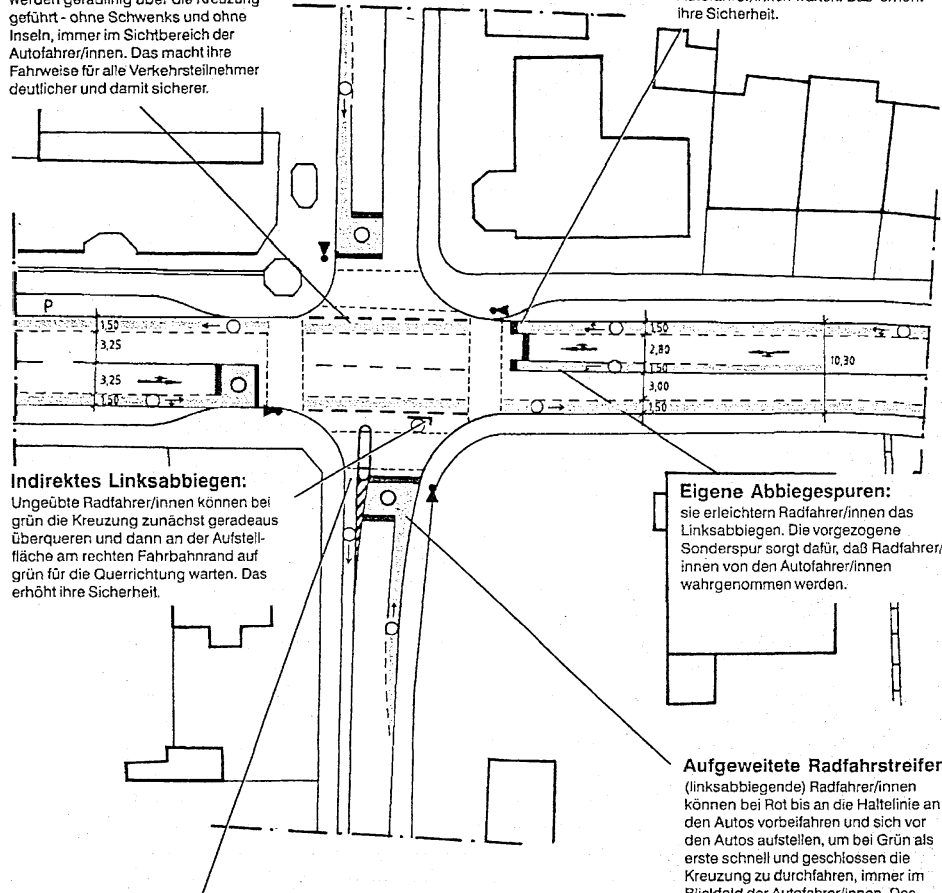 werden geradlinig über die Kreuzung
geführt - ohne Schwenks und ohne
Inseln, immer im Sichtbereich der
Autofahrer/innen. Das macht ihre
Fahrweise für alle Verkehrsteilnehmer
deutlicher und damit sicherer.
ihre Sicherheit.
P
1,50
3,25
3,25
1,50
1,50
2,80
1,50
3,00
1,50
10,30
Indirektes Linksabbiegen:
Ungeübte Radfahrer/innen können bei
grün die Kreuzung zunächst geradeaus
überqueren und dann an der Aufstell-
fläche am rechten Fahrbahnrand auf
grün für die Querrichtung warten. Das
erhöht ihre Sicherheit.
Eigene Abbiegespuren:
sie erleichtern Radfahrer/innen das
Linksabbiegen. Die vorgezogene
Sonderspur sorgt dafür, daß Radfahrer/
innen von den Autofahrer/innen
wahrgenommen werden.
Aufgeweitete Radfahrstreifen
(linksabbiegende) Radfahrer/innen
können bei Rot bis an die Haltelinie an
den Autos vorbeifahren und sich vor
den Autos aufstellen, um bei Grün als
erste schnell und geschlossen die
Kreuzung zu durchfahren, immer im
Blickfeld der Autofahrer/innen. Das